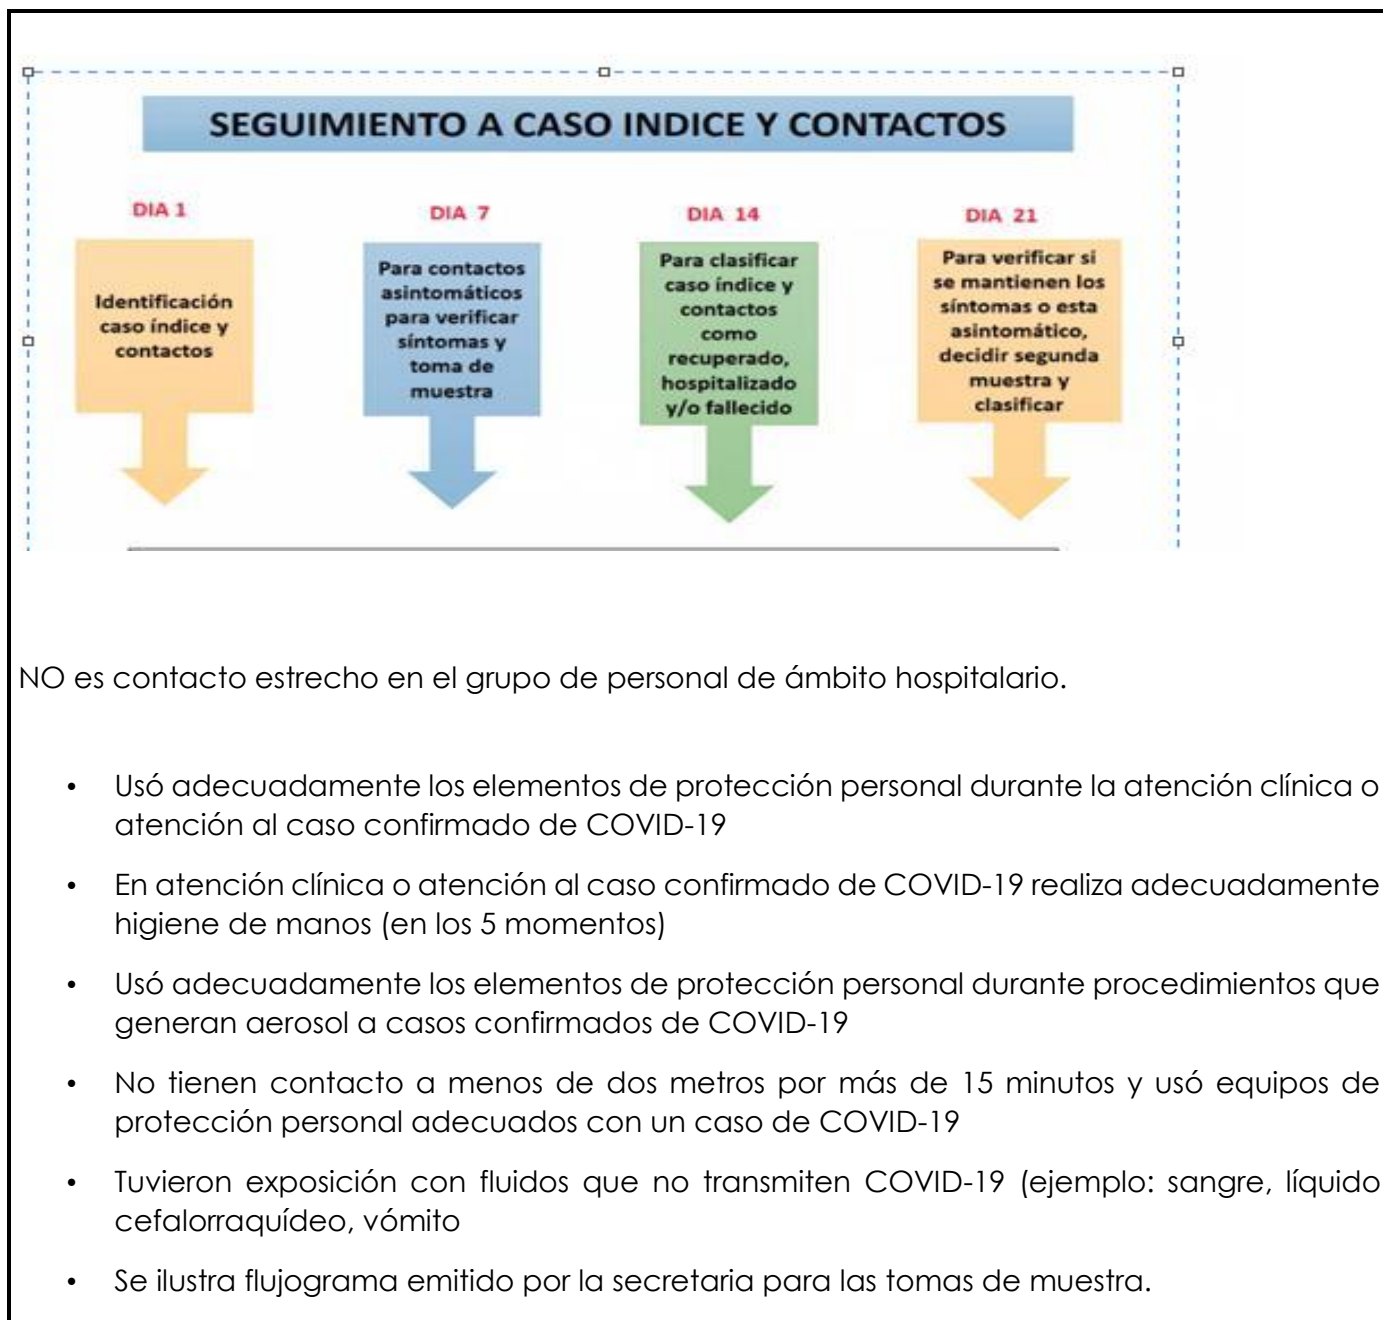 SEGUIMIENTO A CASO INDICE Y CONTACTOS
DIA 1
Identificación
caso índice y
contactos
DIA 7
Para contactos
asintomáticos
para verificar
síntomas y
toma de
muestra
DIA 14
Para clasificar
caso índice y
contactos
como
recuperado,
hospitalizado
y/o fallecido
DIA 21
Para verificar si
se mantienen los
síntomas o esta
asintomático,
decidir segunda
muestra y
clasificar
NO es contacto estrecho en el grupo de personal de ámbito hospitalario.
• Usó adecuadamente los elementos de protección personal durante la atención clínica o
atención al caso confirmado de COVID-19
• En atención clínica o atención al caso confirmado de COVID-19 realiza adecuadamente
higiene de manos (en los 5 momentos)
• Usó adecuadamente los elementos de protección personal durante procedimientos que
generan aerosol a casos confirmados de COVID-19
• No tienen contacto a menos de dos metros por más de 15 minutos y usó equipos de
protección personal adecuados con un caso de COVID-19
• Tuvieron exposición con fluidos que no transmiten COVID-19 (ejemplo: sangre, líquido
cefalorraquídeo, vómito
• Se ilustra flujograma emitido por la secretaria para las tomas de muestra.